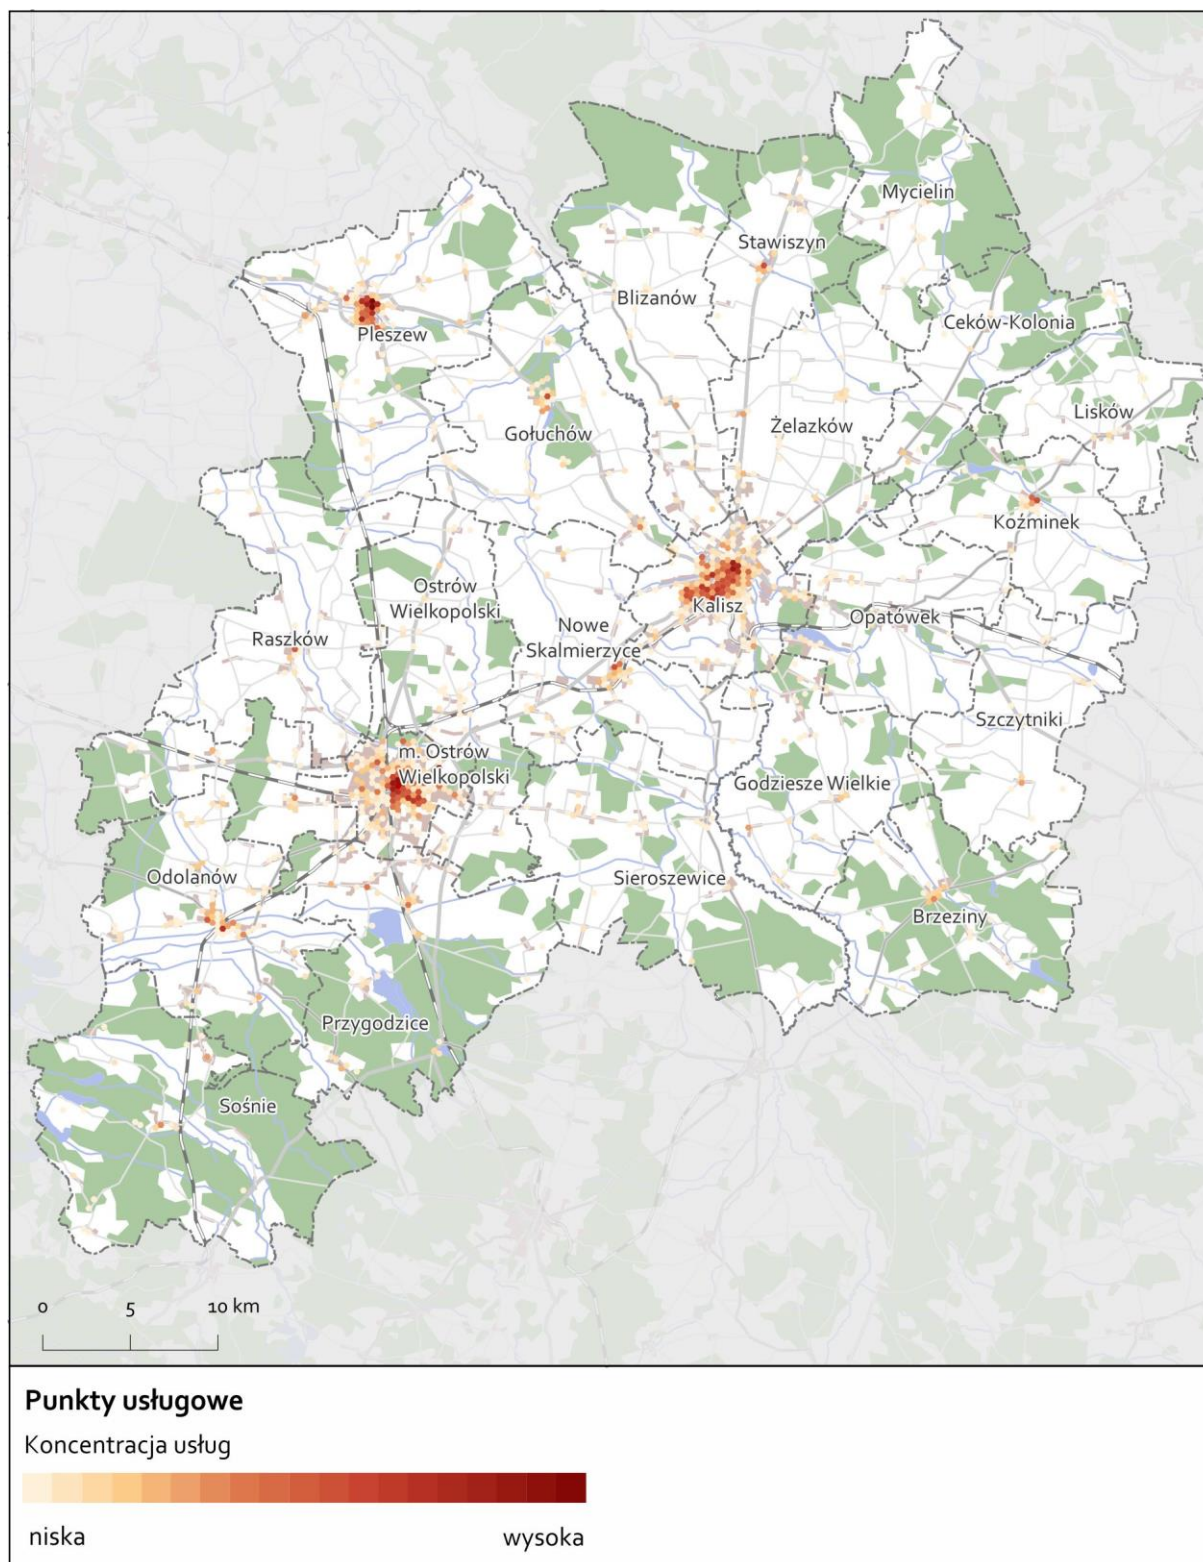 Mycielin
Stawiszyn
Blizanów
Ceków-Kolonia
Pleszew
Lisków
Żelazków
Gołuchów
Koźminek
Ostrów
Wielkopolski
Kalisz
Opatówek
Nowe
Skalmierzyce
Raszków
Szczytniki
m. Ostrów
Wielkopolski
Godziesze Wielkie
Odolanów
Sieroszewice
Brzeziny
Przygodzice
Sośnie
0 5 10 km
Punkty usługowe
Koncentracja usług
niska wysoka